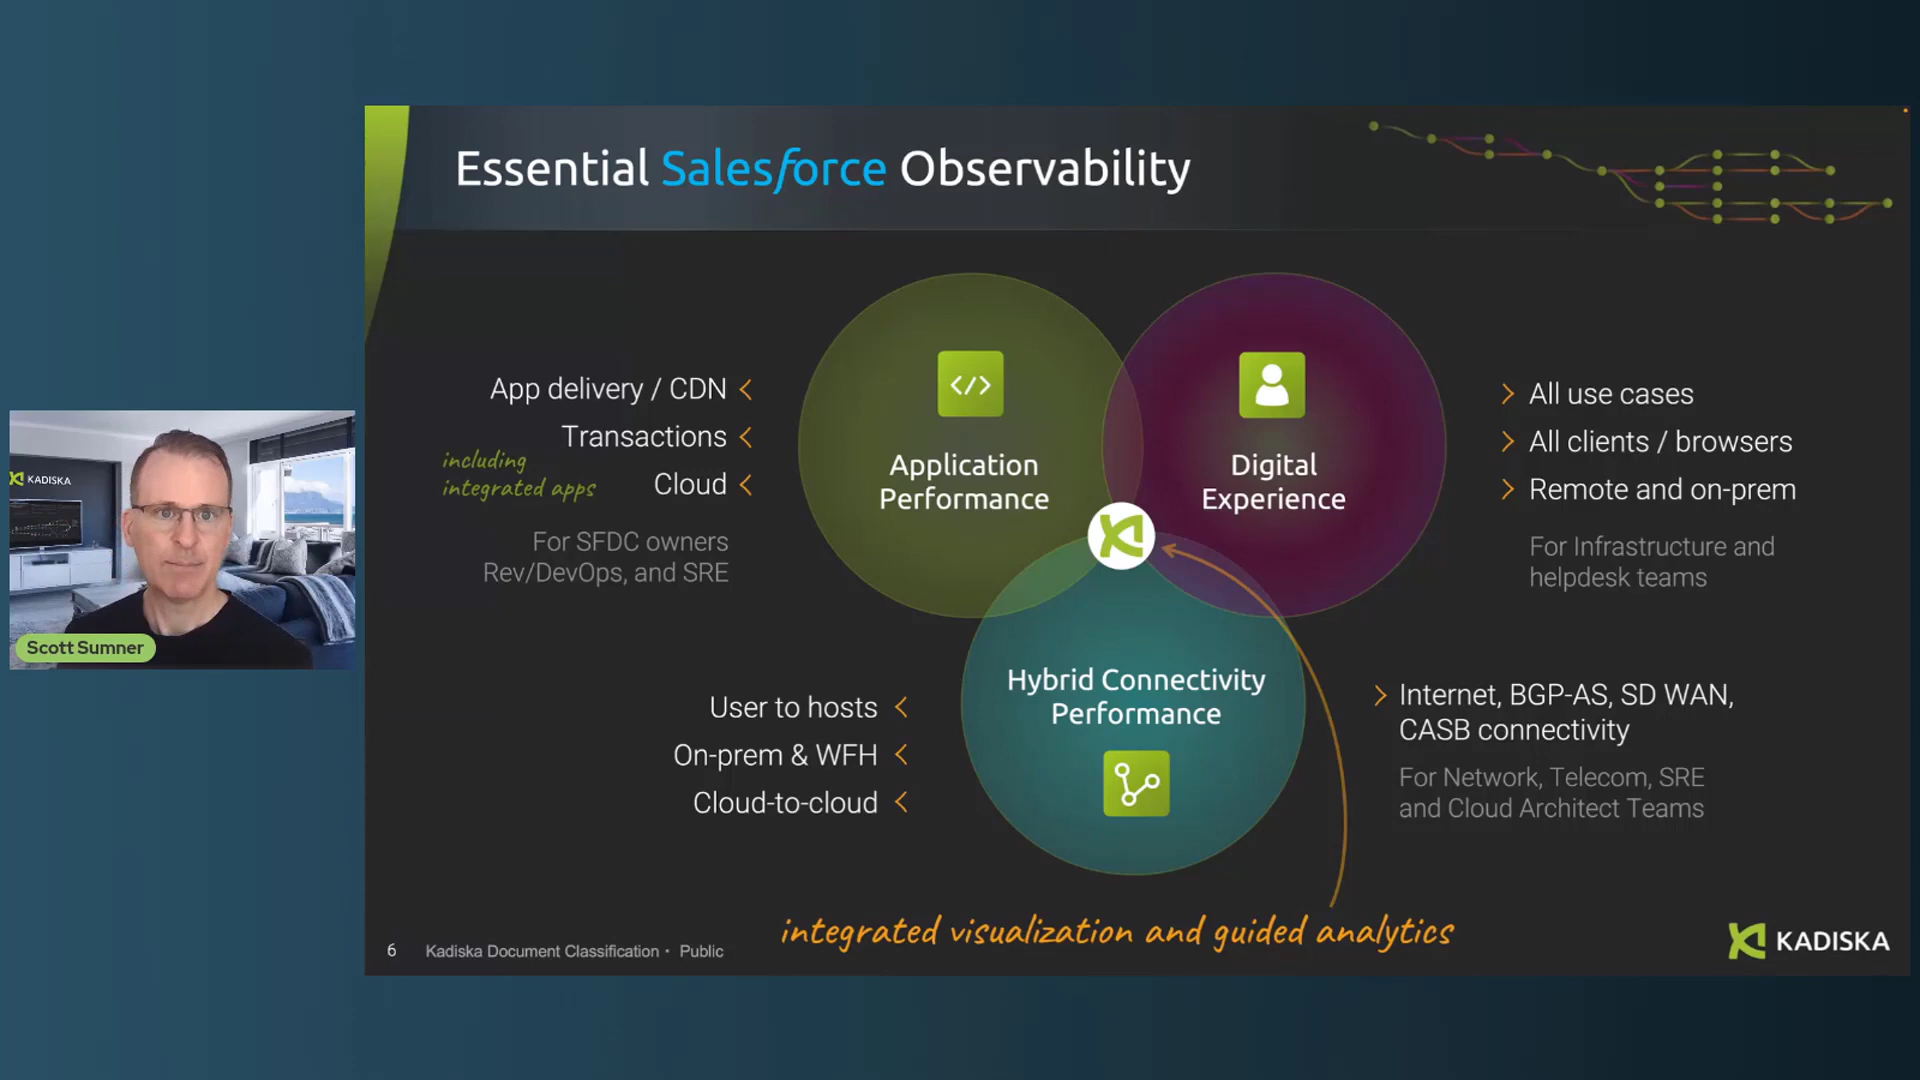 Essential Salesforce Observability
App delivery / CDN
Transactions
including
integrated apps
Cloud
For SFDC owners
Rev/DevOps, and SRE
</>
Application
Performance
Digital
Experience
All use cases
All clients / browsers
Remote and on-prem
For Infrastructure and
helpdesk teams
KADISKA
Scott Sumner
User to hosts
On-prem & WFH
Cloud-to-cloud
Hybrid Connectivity
Performance
Internet, BGP-AS, SD WAN,
CASB connectivity
For Network, Telecom, SRE
and Cloud Architect Teams
integrated visualization and guided analytics
6 Kadiska Document Classification · Public
KADISKA